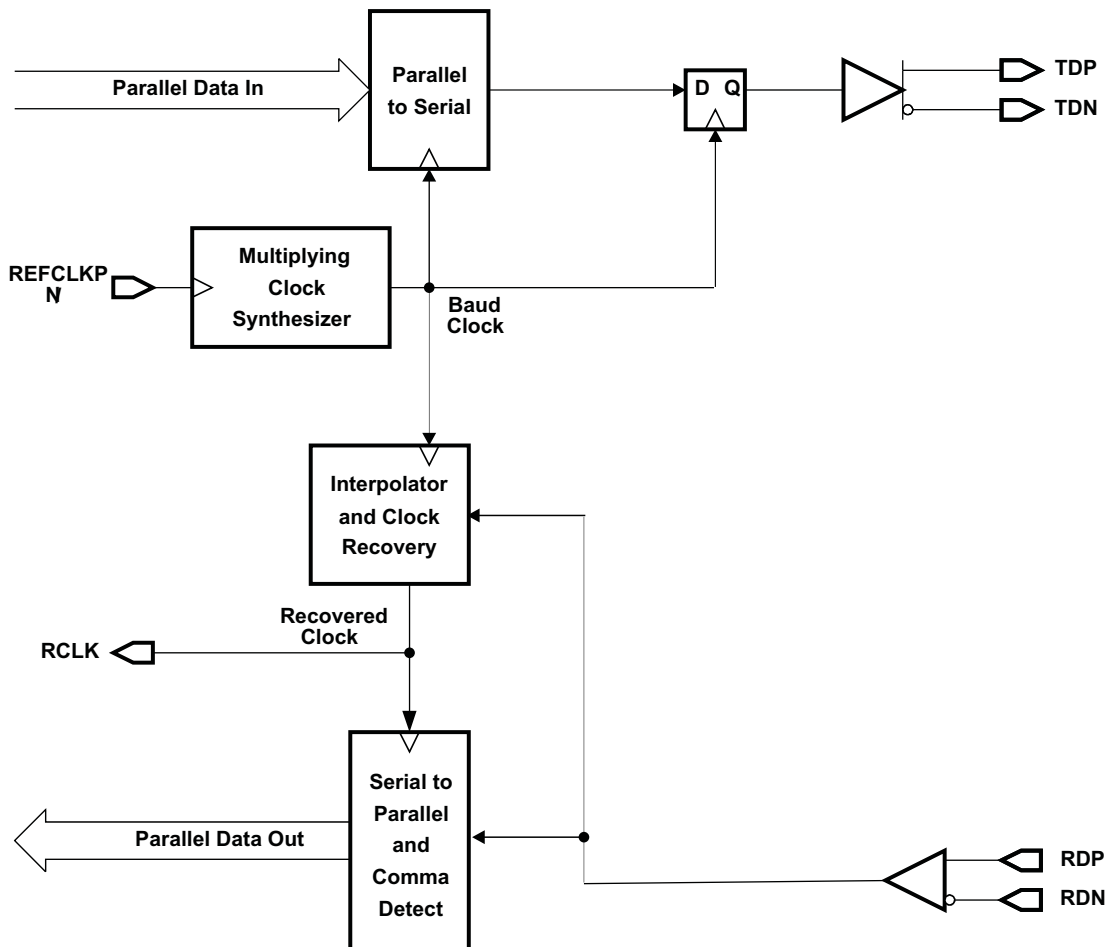 Parallel Data In
Parallel
to Serial
D Q
TDP
TDN
REFCLKP
N/
Multiplying
Clock
Synthesizer
Baud
Clock
Interpolator
and Clock
Recovery
Recovered
Clock
RCLK
Serial to
Parallel
and
Comma
Detect
Parallel Data Out
RDP
RDN